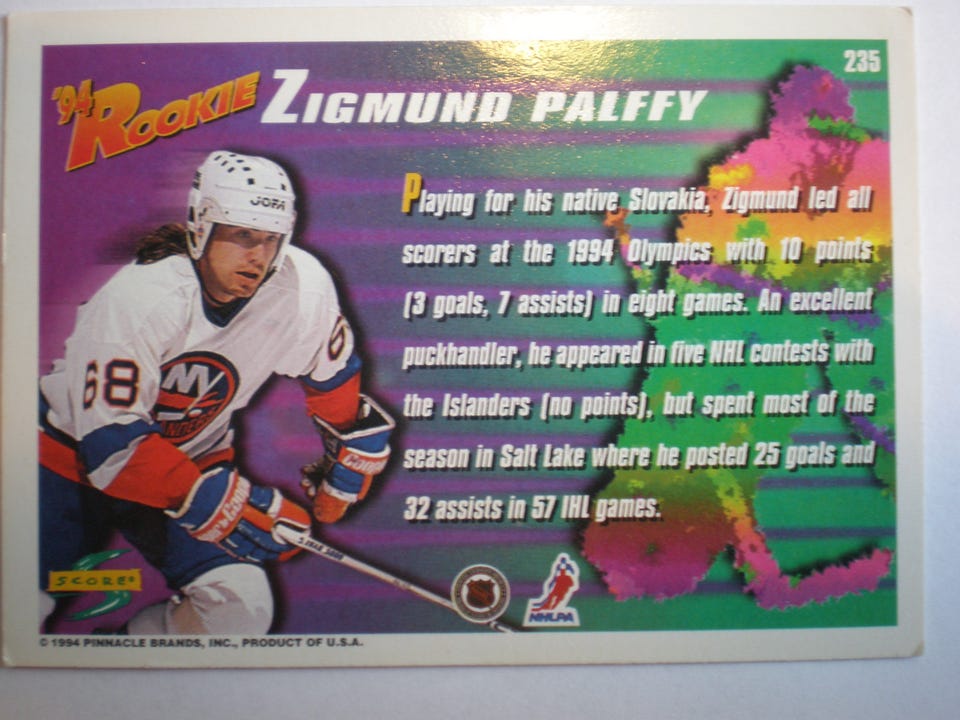 235
'94 ROOKIE ZIGMUND PALFFY
Playing for his native Slovakia, Zigmund led all
scorers at the 1994 Olympics with 10 points
(3 goals, 7 assists) in eight games. An excellent
puckhandler, he appeared in five NHL contests with
the Islanders (no points), but spent most of the
season in Salt Lake where he posted 25 goals and
32 assists in 57 IHL games.
JOFA
68
68
NY
SCORE®
NHLPA
© 1994 PINNACLE BRANDS, INC., PRODUCT OF U.S.A.